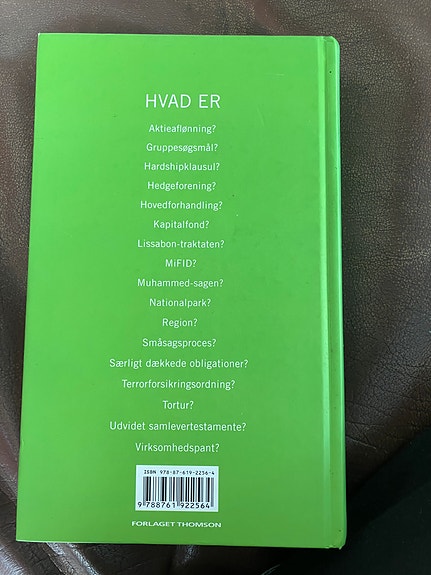 HVAD ER
Aktieaflønning?
Gruppesøgsmål?
Hardshipklausul?
Hedgeforening?
Hovedforhandling?
Kapitalfond?
Lissabon-traktaten?
MiFID?
Muhammed-sagen?
Nationalpark?
Region?
Småsagsproces?
Særligt dækkede obligationer?
Terrorforsikringsordning?
Tortur?
Udvidet samlevertestamente?
Virksomhedspant?
ISBN 978-87-619-2256-4
9 788761 922564
FORLAGET THOMSON